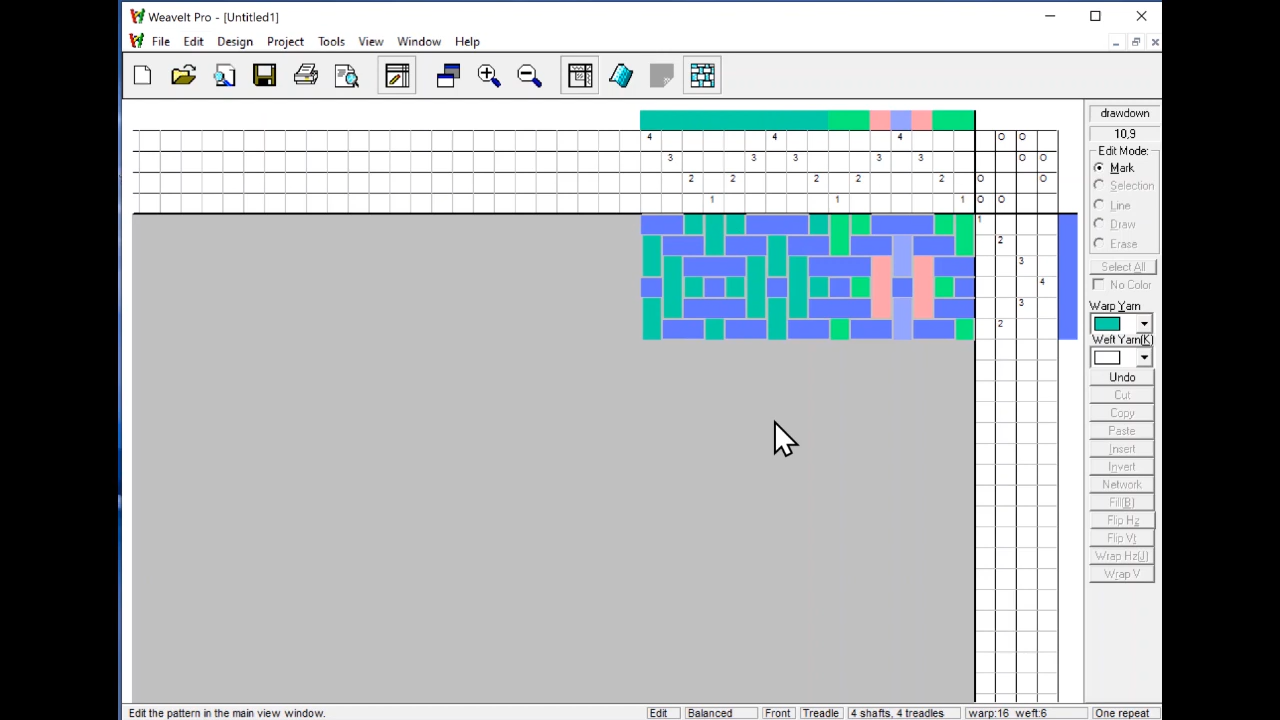 WeaveIt Pro - [Untitled1]
File Edit Design Project Tools View Window Help
drawdown
10,9
Edit Mode:
Mark
Selection
Line
Draw
Erase
Select All
No Color
Warp Yarn
Weft Yarn(K)
Undo
Cut
Copy
Paste
Insert
Invert
Network
Fill(B)
Flip Hz
Flip Vt
Wrap Hz(J)
Wrap V
4 4 4 O O
3 3 3 3 3 O O
2 2 2 2 2 O O
1 1 1 O O
1
2
3
4
3
2
Edit the pattern in the main view window. Edit Balanced Front Treadle 4 shafts, 4 treadles warp:16 weft:6 One repeat